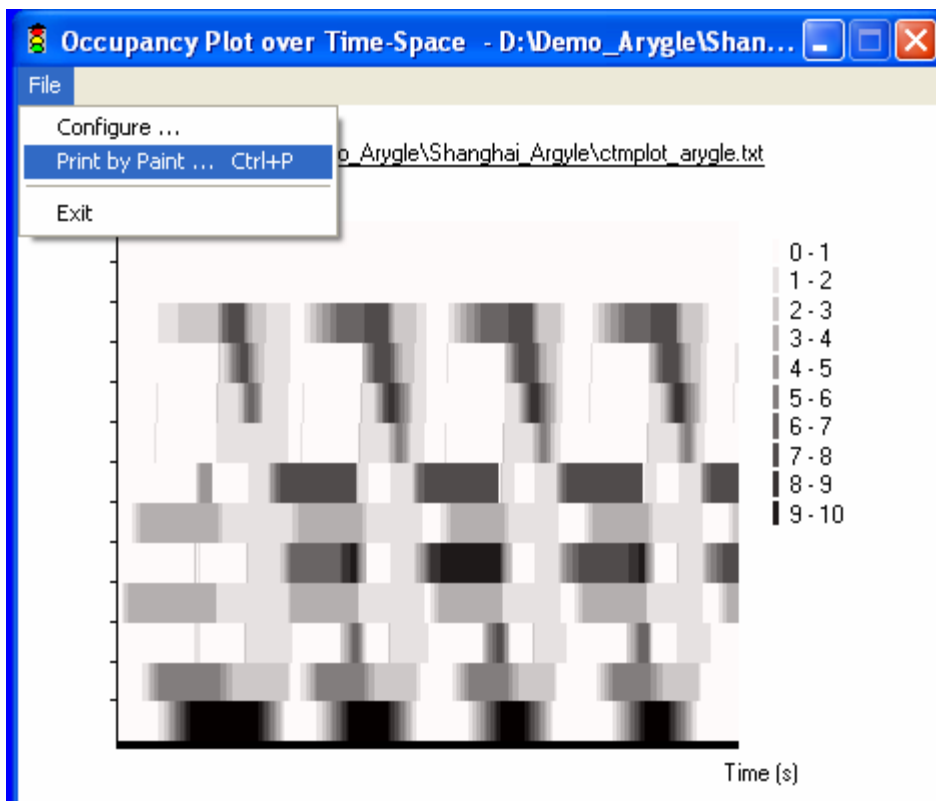 Occupancy Plot over Time-Space - D:\Demo_Arygle\Shan...
File
Configure ...
Print by Paint ... Ctrl+P
Exit
o_Arygle\Shanghai_Argyle\ctmplot_arygle.txt
0 - 1
1 - 2
2 - 3
3 - 4
4 - 5
5 - 6
6 - 7
7 - 8
8 - 9
9 - 10
Time (s)